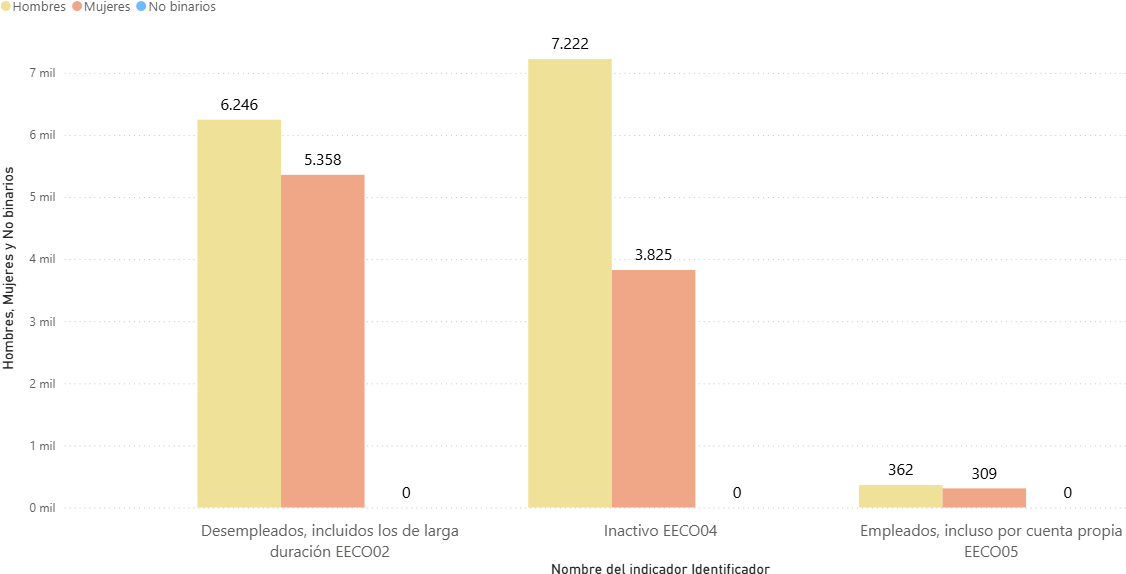 Hombres Mujeres No binarios
Hombres, Mujeres y No binarios
7 mil
6 mil
5 mil
4 mil
3 mil
2 mil
1 mil
0 mil
6.246
5.358
0
7.222
3.825
0
362
309
0
Desempleados, incluidos los de larga
duración EECO02
Inactivo EECO04
Empleados, incluso por cuenta propia
EECO05
Nombre del indicador Identificador